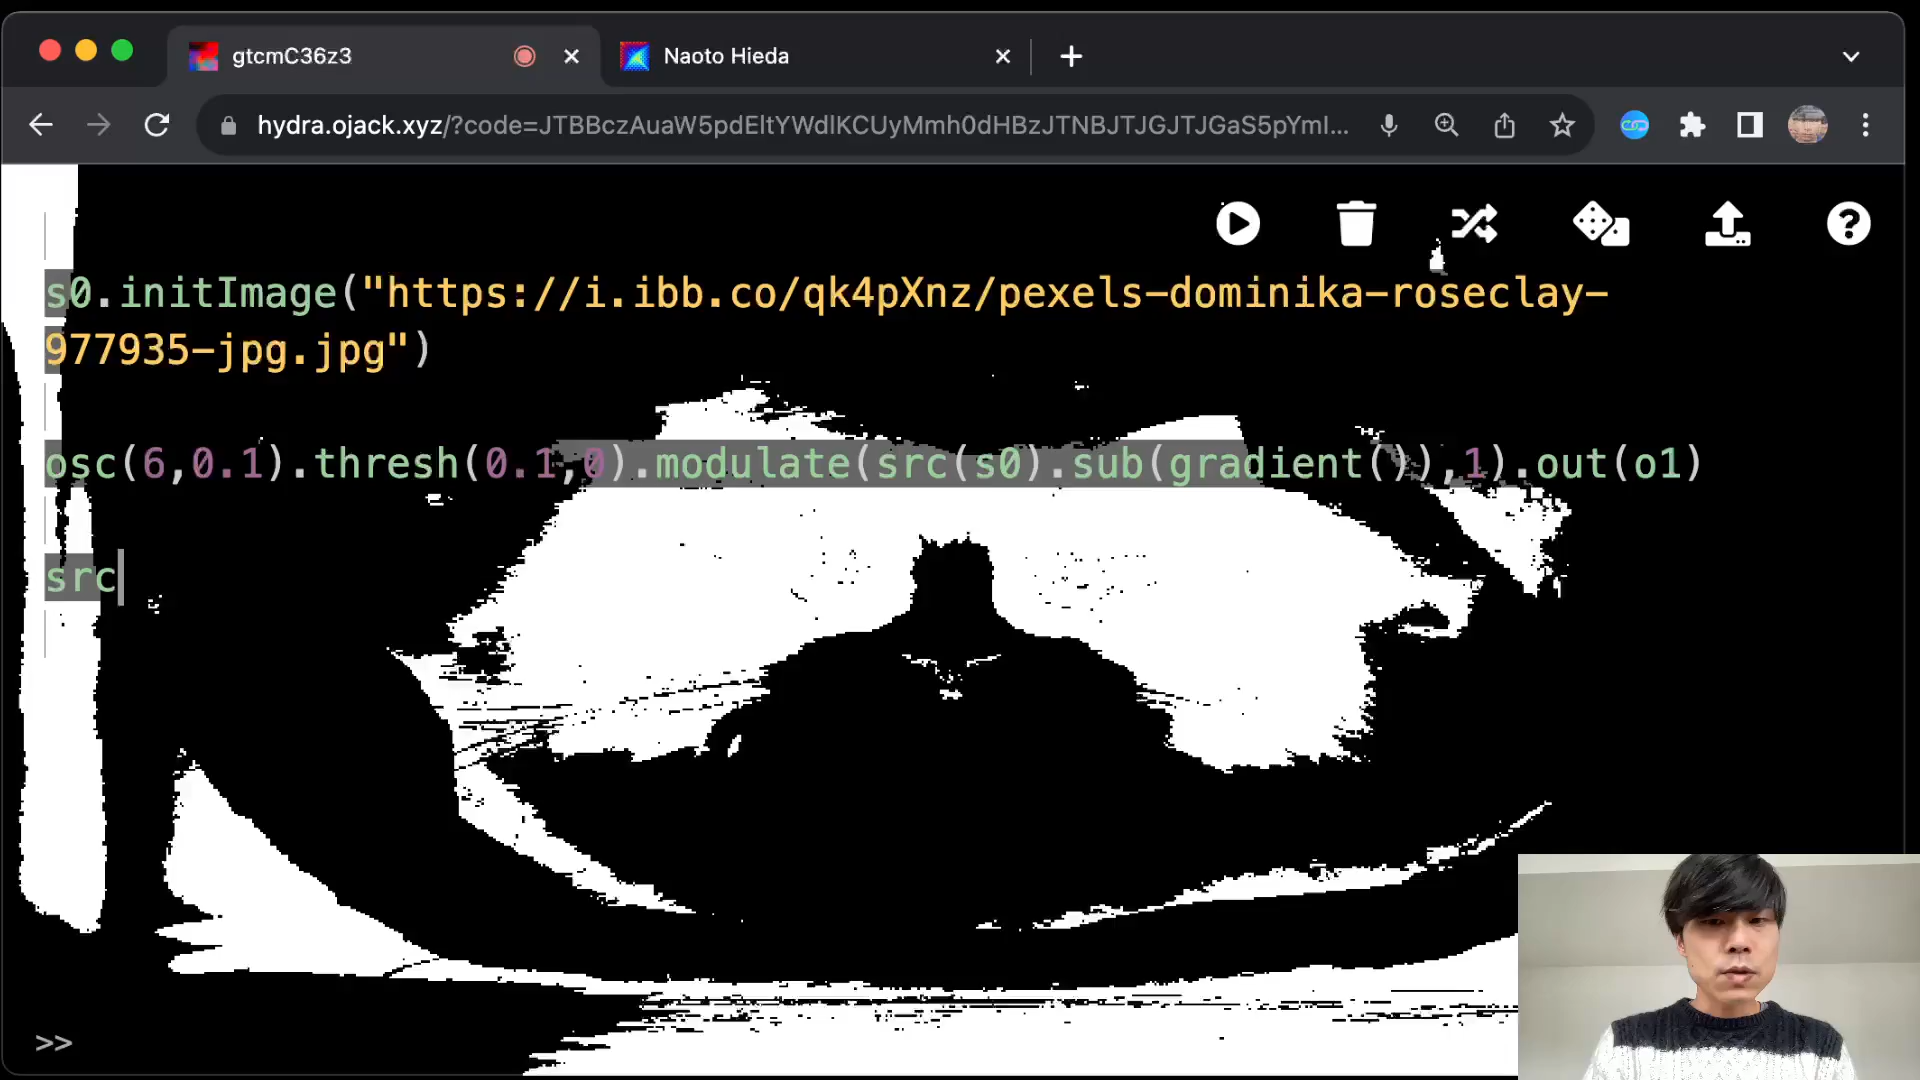 gtcmC36z3
Naoto Hieda
hydra.ojack.xyz/?code=JTBBczAuaW5pdEltYWdlKCUyMmh0dHBzJTNBJTJGJTJGaS5pYmI...
s0.initImage("https://i.ibb.co/qk4pXnz/pexels-dominika-roseclay-
977935-jpg.jpg")
osc(6,0.1).thresh(0.1,0).modulate(src(s0).sub(gradient()),1).out(o1)
src
>>